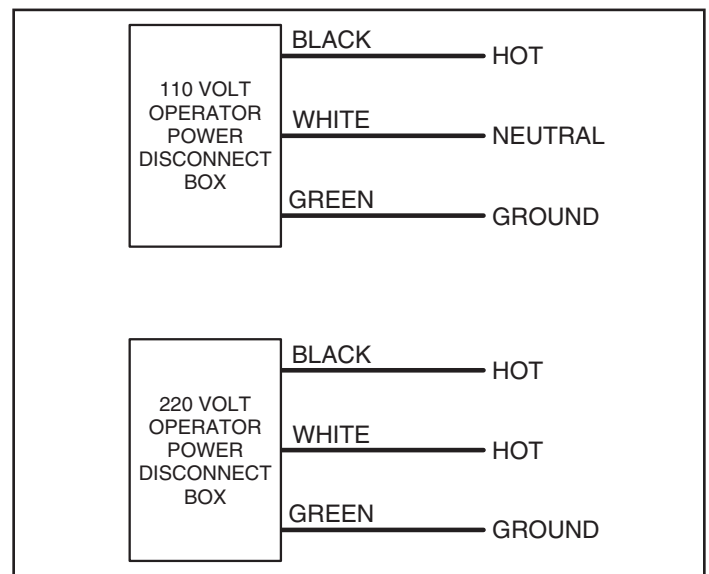 110 VOLT
OPERATOR
POWER
DISCONNECT
BOX
BLACK
HOT
WHITE
NEUTRAL
GREEN
GROUND
220 VOLT
OPERATOR
POWER
DISCONNECT
BOX
BLACK
HOT
WHITE
HOT
GREEN
GROUND